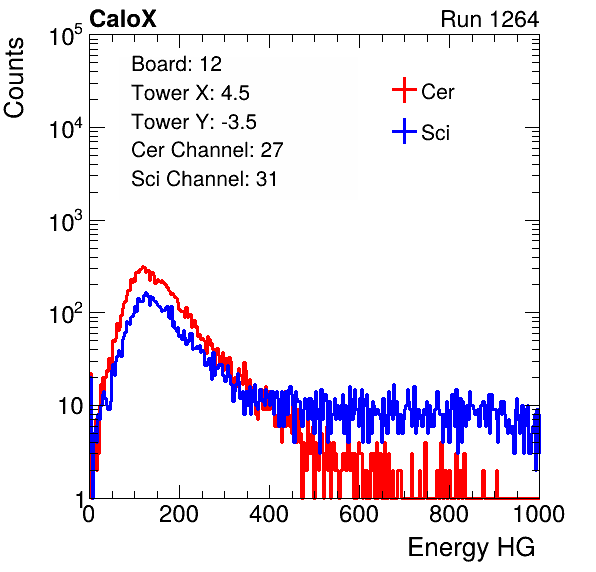 CaloX Run 1264
Counts
10^5
10^4
10^3
10^2
10
1
Board: 12
Tower X: 4.5
Tower Y: -3.5
Cer Channel: 27
Sci Channel: 31
Cer
Sci
0 200 400 600 800 1000
Energy HG